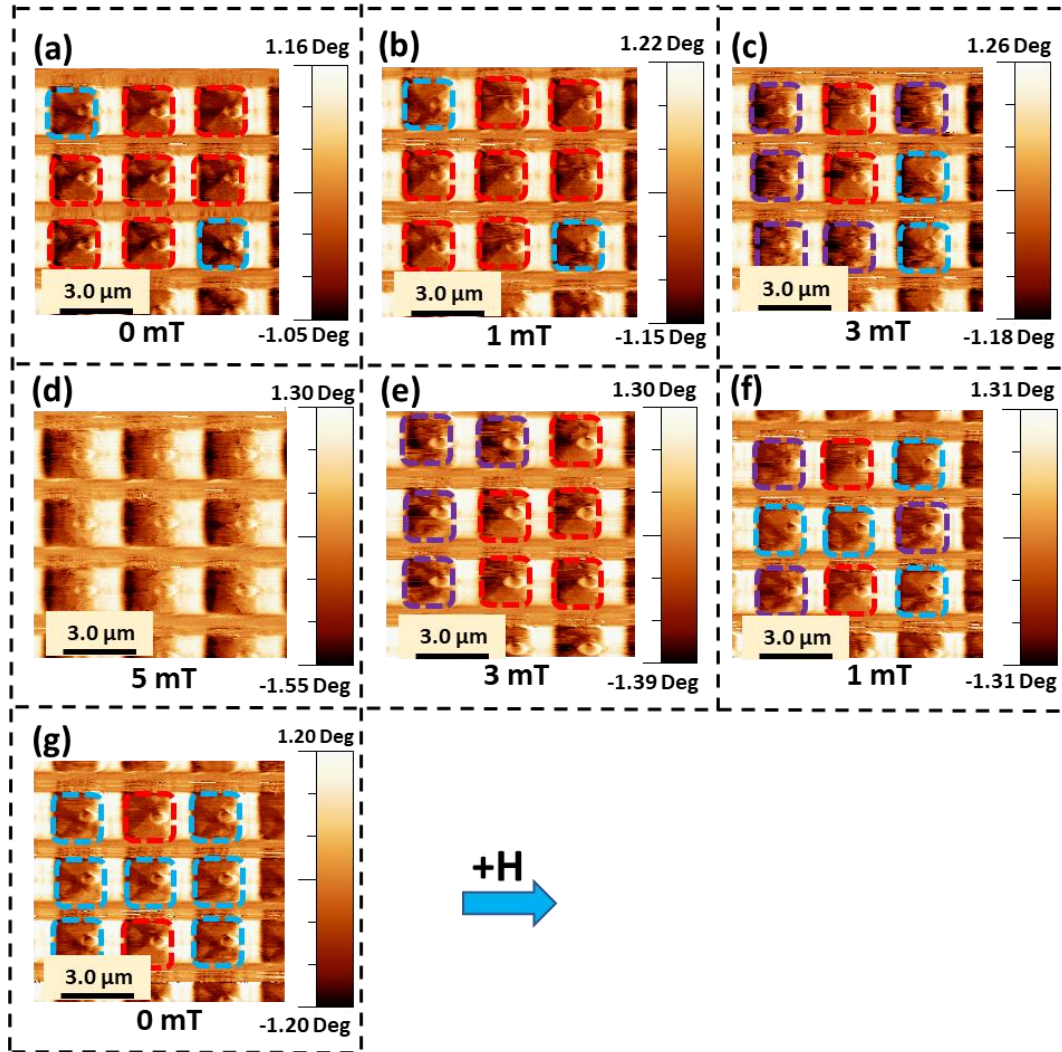 (a)
1.16 Deg
3.0 µm
0 mT
-1.05 Deg
(b)
1.22 Deg
3.0 µm
1 mT
-1.15 Deg
(c)
1.26 Deg
3.0 µm
3 mT
-1.18 Deg
(d)
1.30 Deg
3.0 µm
5 mT
-1.55 Deg
(e)
1.30 Deg
3.0 µm
3 mT
-1.39 Deg
(f)
1.31 Deg
3.0 µm
1 mT
-1.31 Deg
(g)
1.20 Deg
3.0 µm
0 mT
-1.20 Deg
+H